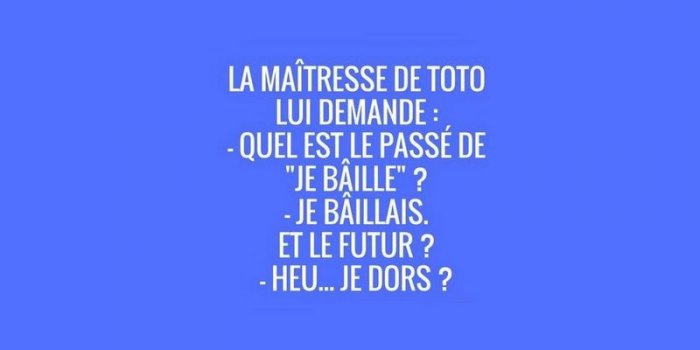 LA MAÎTRESSE DE TOTO
LUI DEMANDE :
- QUEL EST LE PASSÉ DE
"JE BÂILLE" ?
- JE BÂILLAIS.
ET LE FUTUR ?
- HEU... JE DORS ?